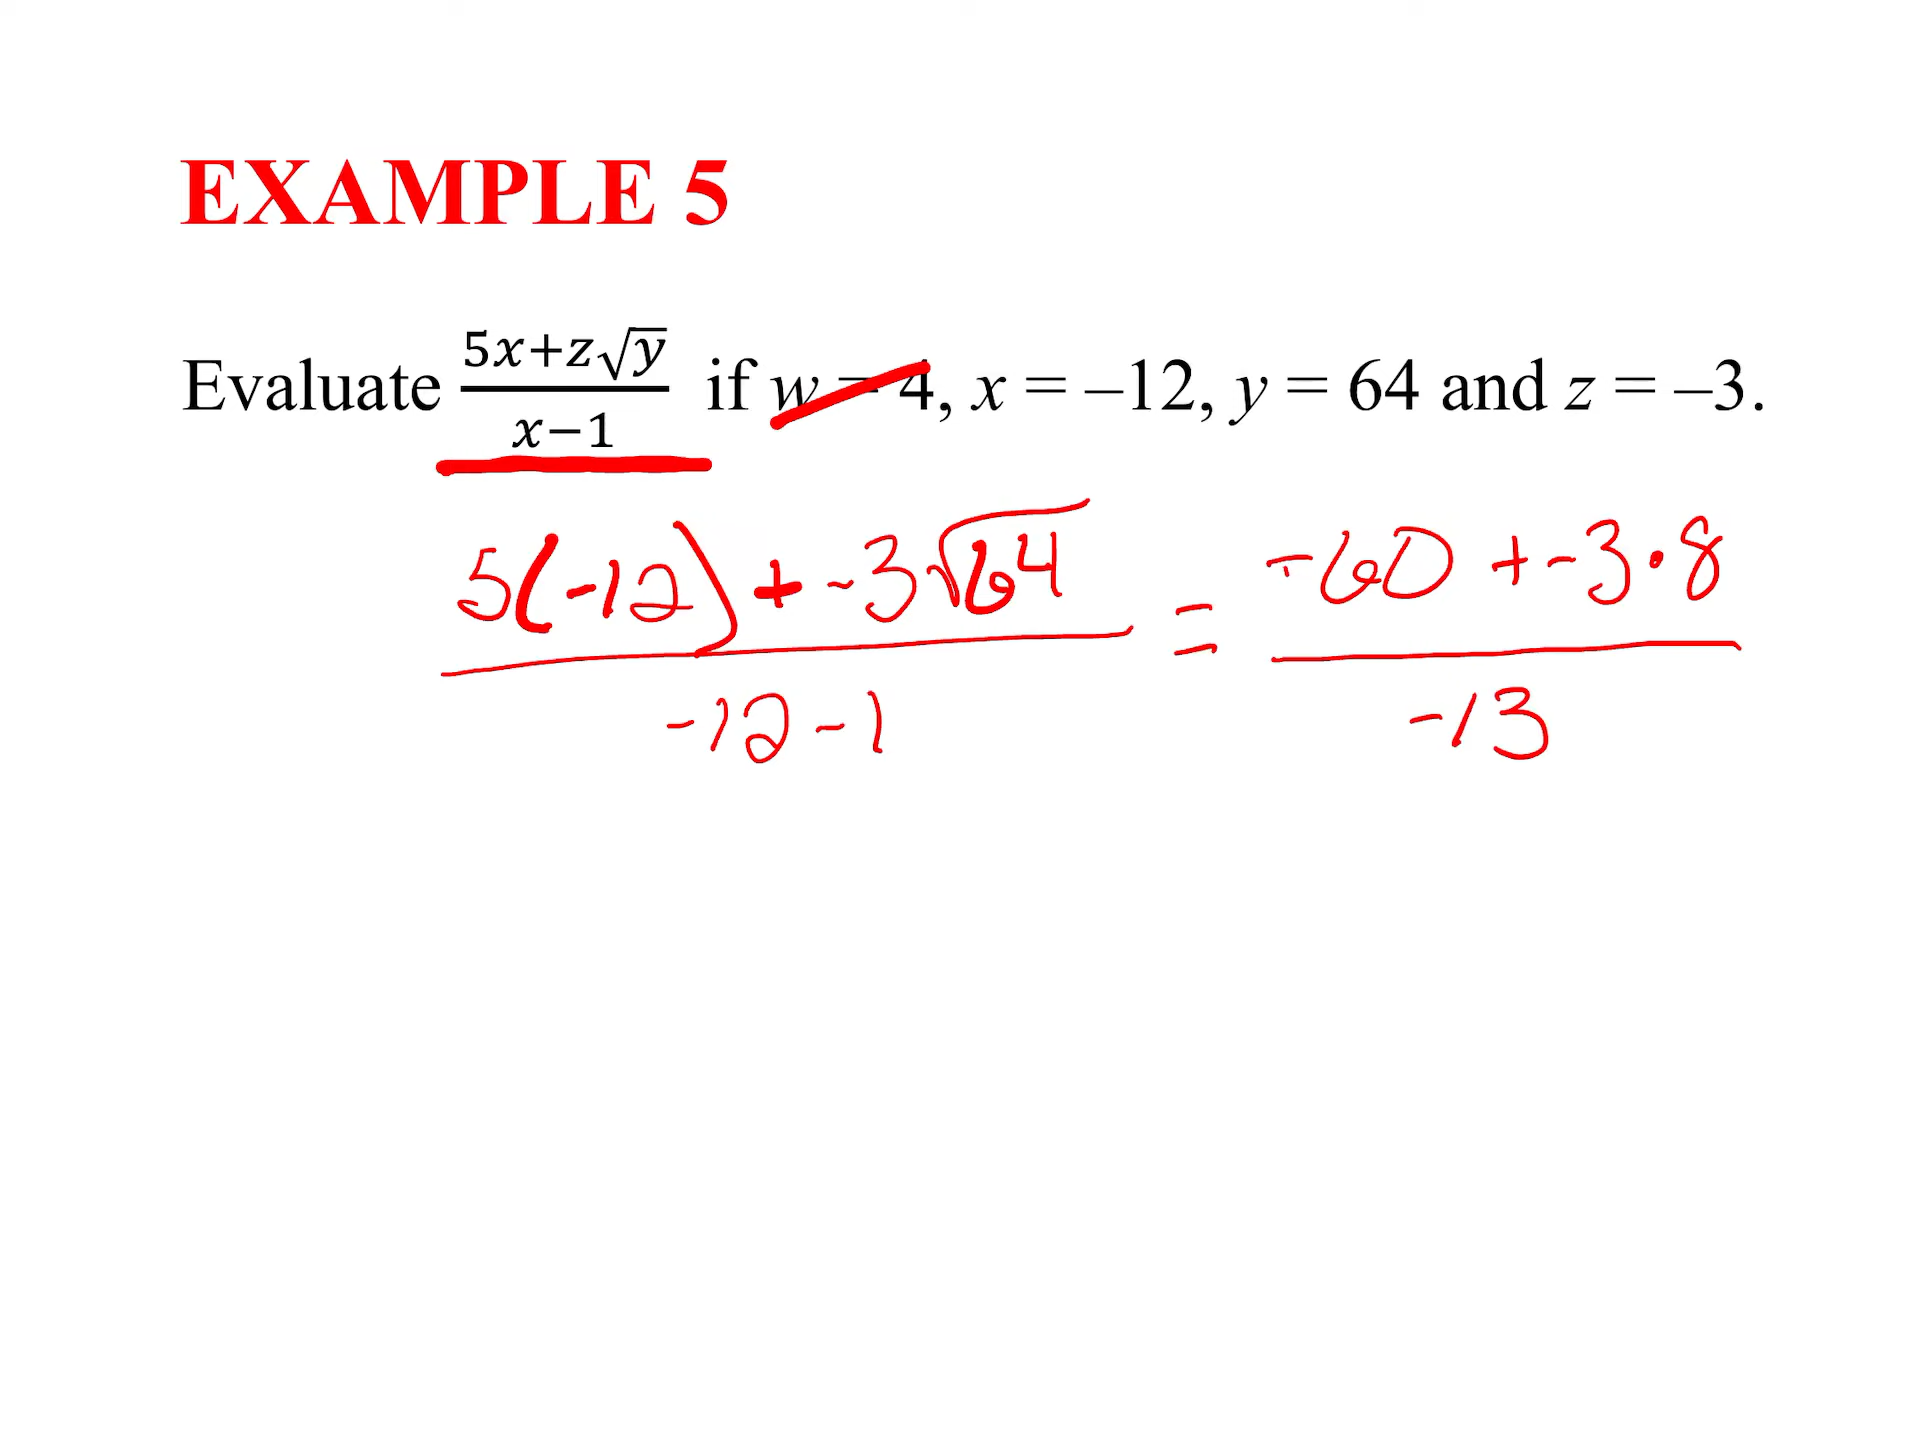 EXAMPLE 5
Evaluate (5x+z√y)/(x−1) if w = 4, x = –12, y = 64 and z = –3.
5(-12) + -3√64 = -60 + -3·8
-12-1 -13